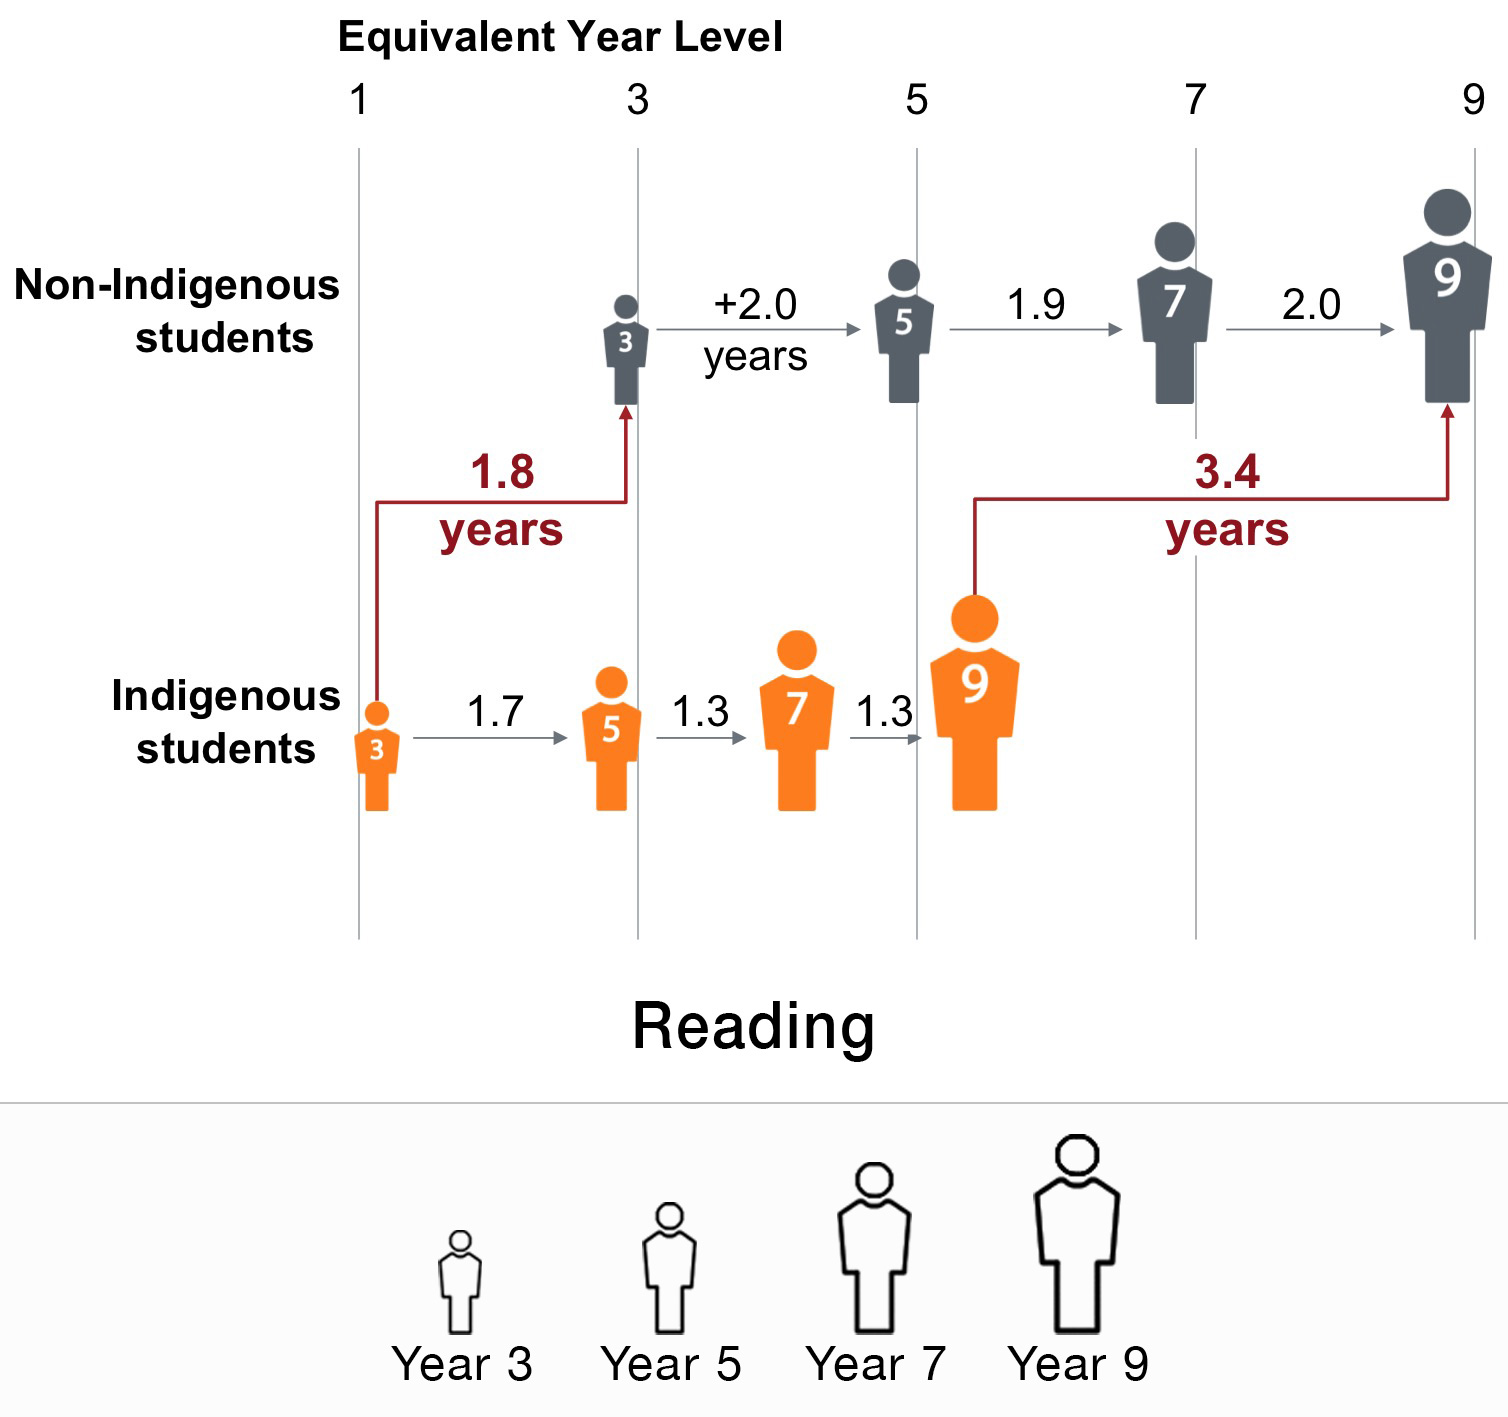 Equivalent Year Level
1 3 5 7 9
Non-Indigenous
students
3
+2.0
years
5
1.9
7
2.0
9
1.8
years
3.4
years
Indigenous
students
3
1.7
5
1.3
7
1.3
9
Reading
Year 3 Year 5 Year 7 Year 9